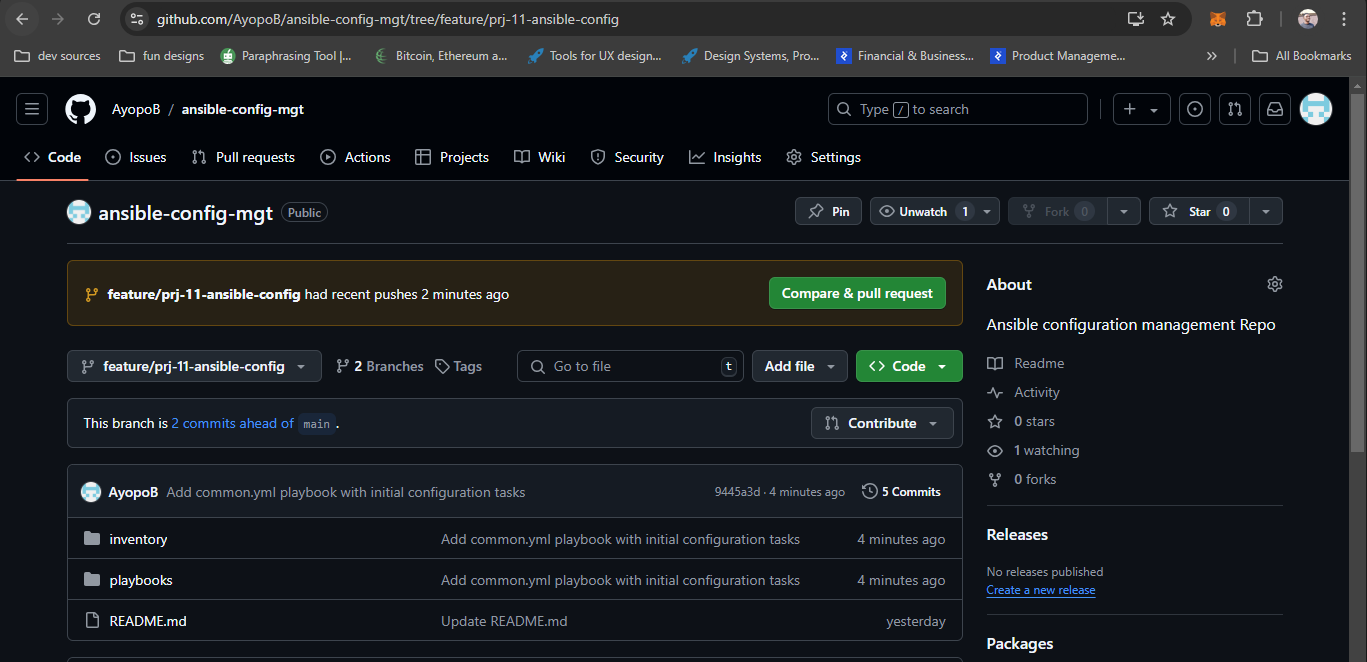 github.com/AyopoB/ansible-config-mgt/tree/feature/prj-11-ansible-config
dev sources fun designs Paraphrasing Tool |... Bitcoin, Ethereum a... Tools for UX design... Design Systems, Pro... Financial & Business... Product Manageme... » All Bookmarks
AyopoB / ansible-config-mgt Type / to search
Code Issues Pull requests Actions Projects Wiki Security Insights Settings
ansible-config-mgt Public Pin Unwatch 1 Fork 0 Star 0
feature/prj-11-ansible-config had recent pushes 2 minutes ago Compare & pull request
About
Ansible configuration management Repo
feature/prj-11-ansible-config 2 Branches Tags Go to file t Add file Code
Readme
Activity
0 stars
1 watching
0 forks
This branch is 2 commits ahead of main .
Contribute
AyopoB Add common.yml playbook with initial configuration tasks 9445a3d · 4 minutes ago 5 Commits
inventory Add common.yml playbook with initial configuration tasks 4 minutes ago
playbooks Add common.yml playbook with initial configuration tasks 4 minutes ago
README.md Update README.md yesterday
Releases
No releases published
Create a new release
Packages